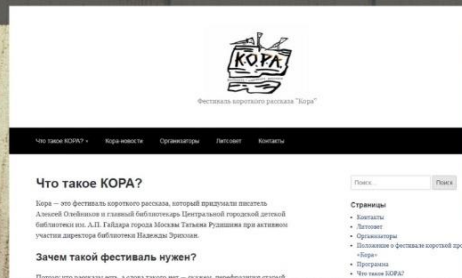 К.О.Р.А.
Фестиваль короткого рассказа "Кора"
Что такое КОРА? Кора-новости Организаторы Литсовет Контакты
Что такое КОРА?
Кора — это фестиваль короткого рассказа, который придумали писатель
Алексей Олейников и главный библиотекарь Центральной городской детской
библиотеки им. А.П. Гайдара города Москвы Татьяна Рудишина при активном
участии директора библиотеки Надежды
Зачем такой фестиваль нужен?
Поиск... Поиск
Страницы
Контакты
Литсовет
Организаторы
Положение о фестивале короткой про
«Кора»
Программа
Что такое КОРА?